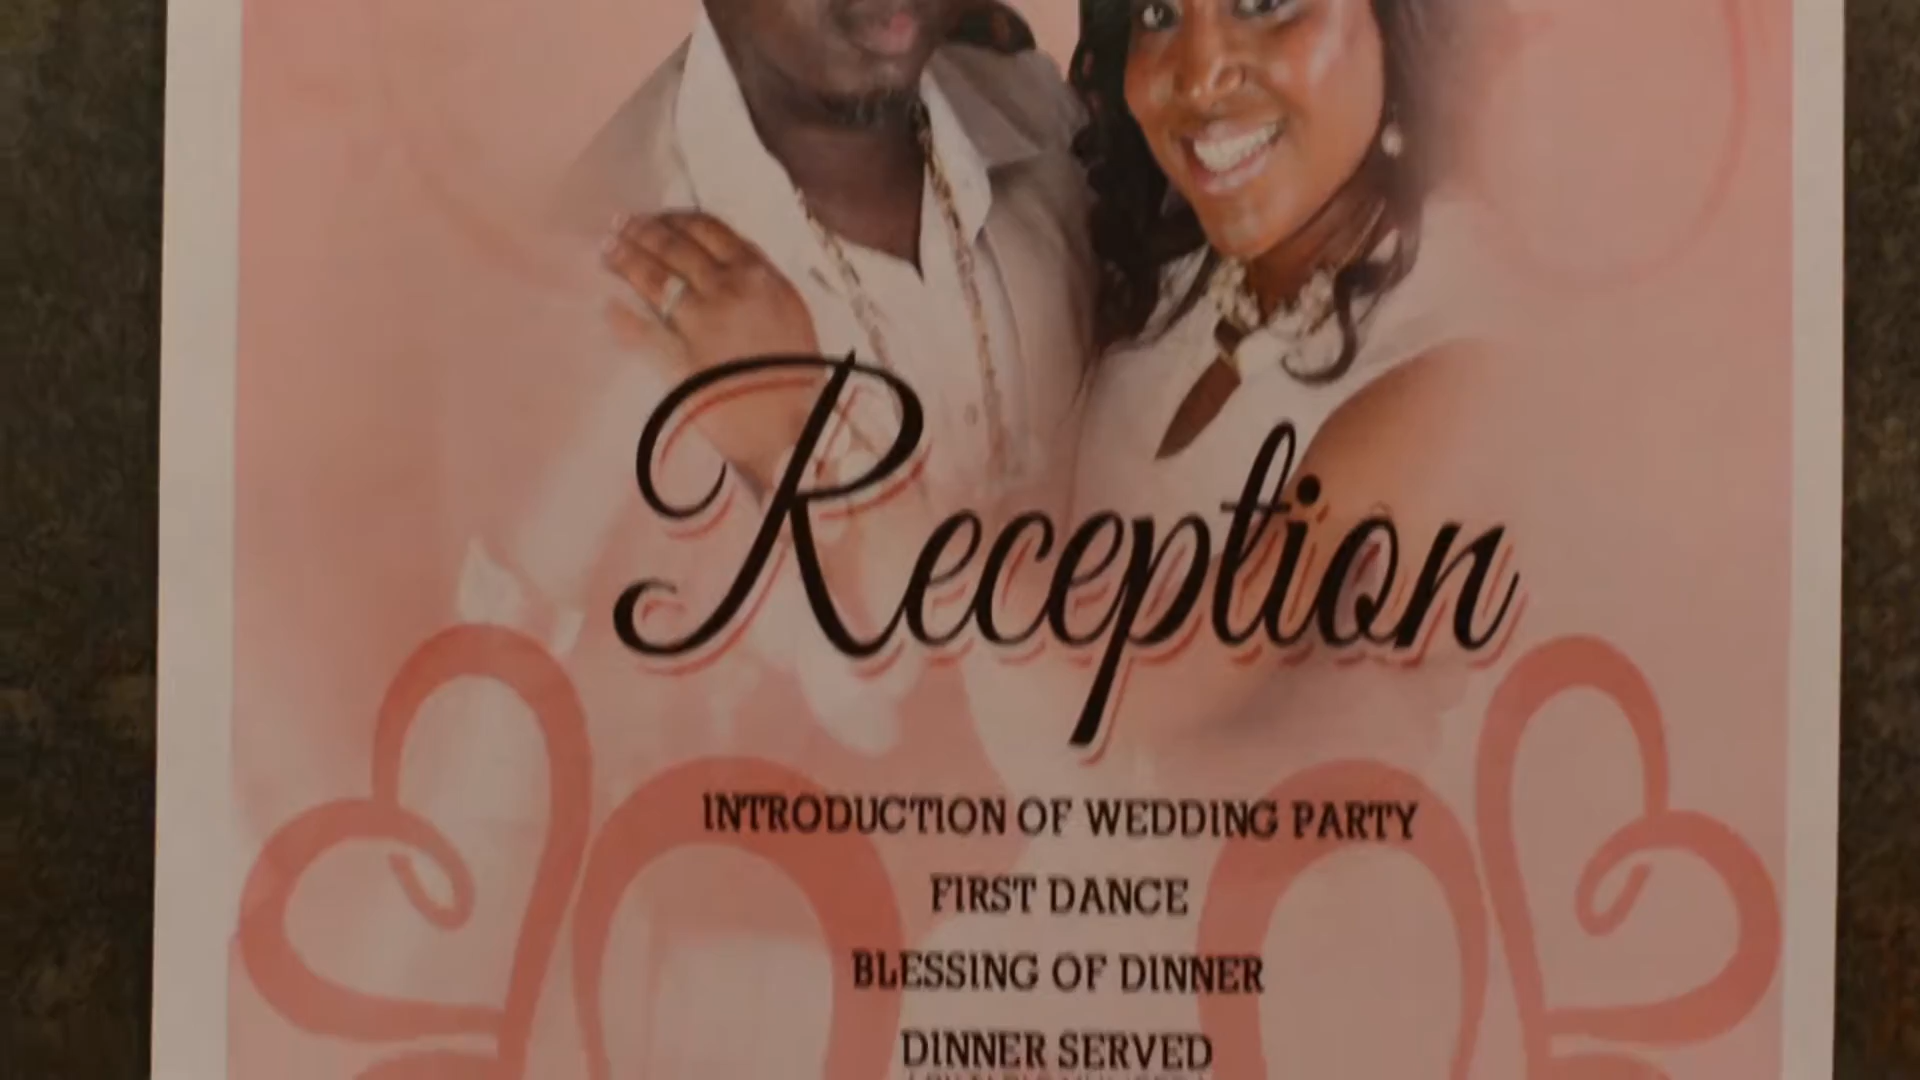 Reception
INTRODUCTION OF WEDDING PARTY
FIRST DANCE
BLESSING OF DINNER
DINNER SERVED